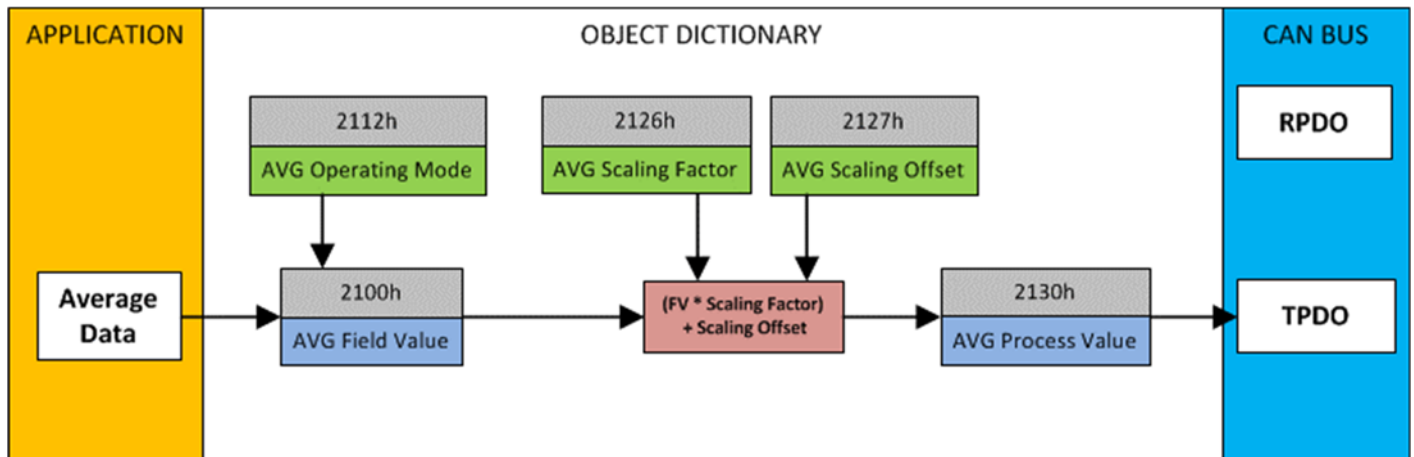 APPLICATION
OBJECT DICTIONARY
CAN BUS
2112h
AVG Operating Mode
2126h
AVG Scaling Factor
2127h
AVG Scaling Offset
RPDO
Average
Data
2100h
AVG Field Value
(FV * Scaling Factor)
+ Scaling Offset
2130h
AVG Process Value
TPDO